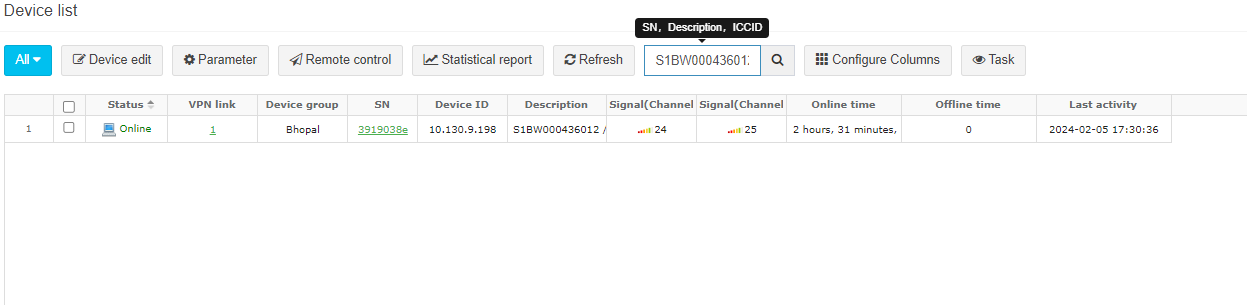 Device list
SN, Description, ICCID
All Device edit Parameter Remote control Statistical report Refresh S1BW000436012 Configure Columns Task
Status VPN link Device group SN Device ID Description Signal(Channel Signal(Channel Online time Offline time Last activity
1 Online 1 Bhopal 3919038e 10.130.9.198 S1BW000436012 / 24 25 2 hours, 31 minutes, 0 2024-02-05 17:30:36